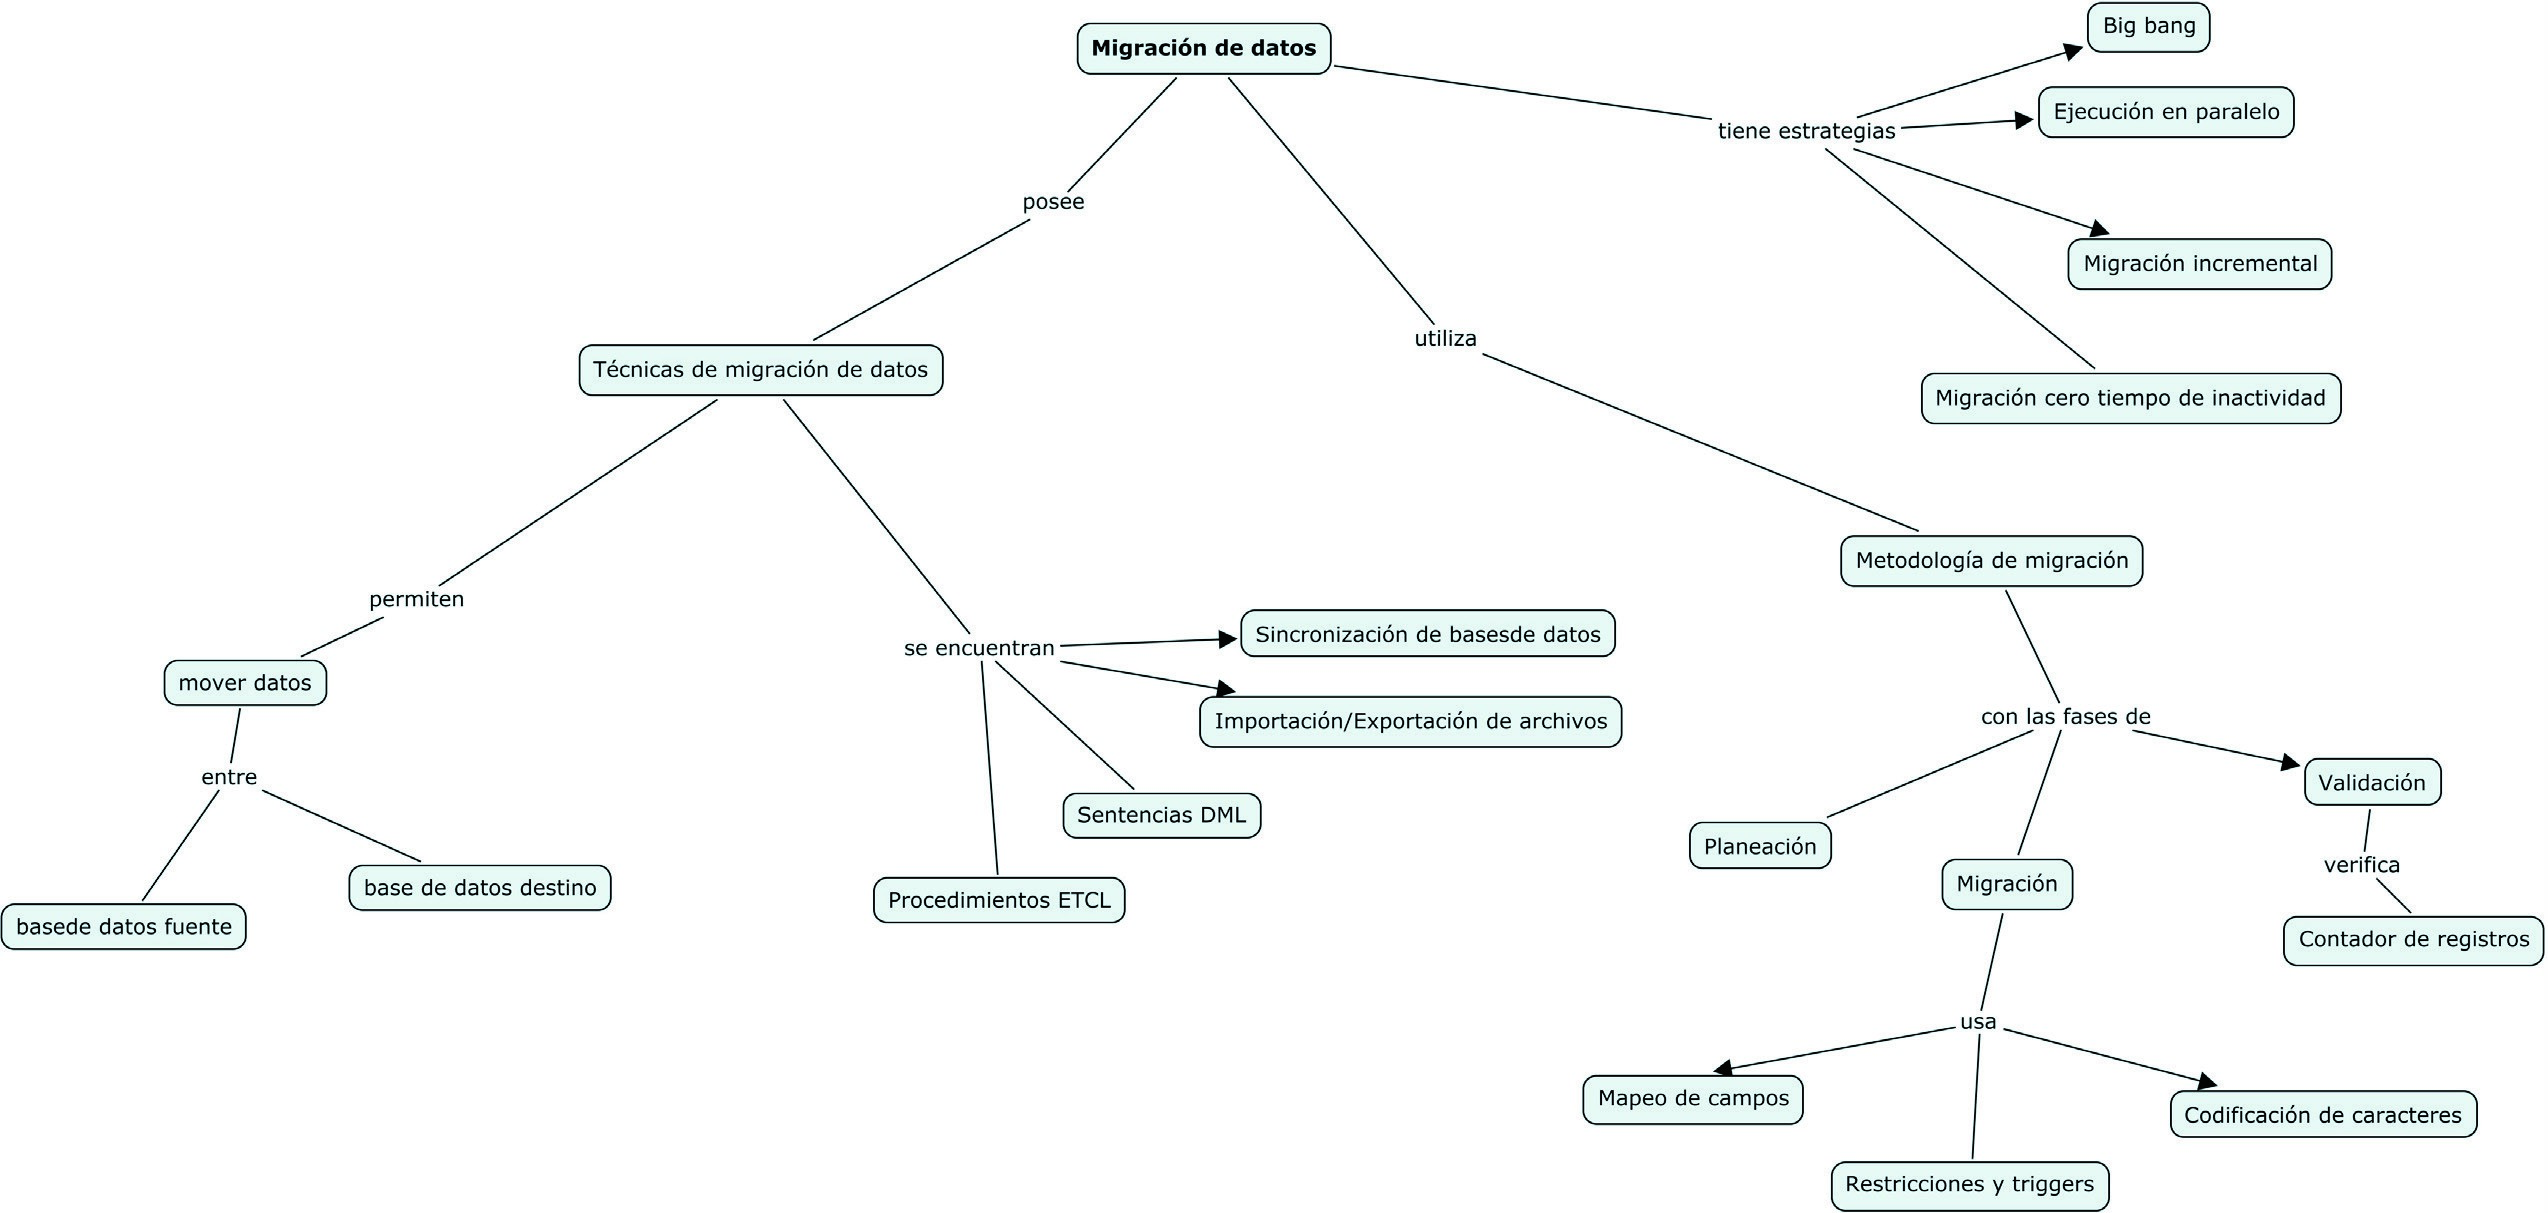 Big bang
Migración de datos
Ejecución en paralelo
tiene estrategias
posee
Migración incremental
utiliza
Técnicas de migración de datos
Migración cero tiempo de inactividad
Metodología de migración
permiten
Sincronización de basesde datos
se encuentran
mover datos
Importación/Exportación de archivos
con las fases de
entre
Validación
Sentencias DML
Planeación
verifica
Migración
base de datos destino
Procedimientos ETCL
basede datos fuente
Contador de registros
usa
Mapeo de campos
Codificación de caracteres
Restricciones y triggers